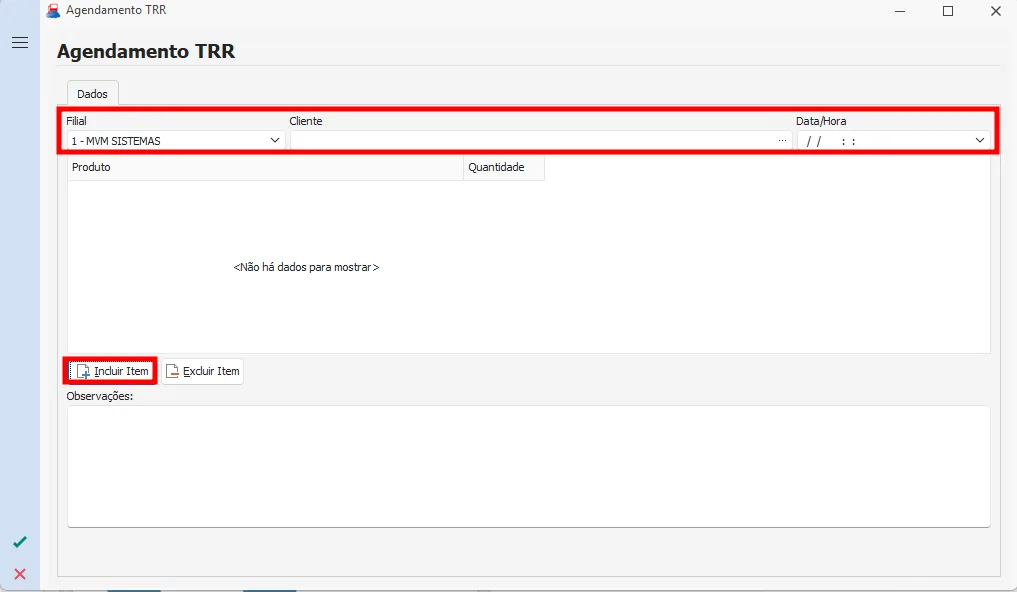 Agendamento TRR
Agendamento TRR
Dados
Filial Cliente Data/Hora
1 - MVM SISTEMAS ... / / : :
Produto Quantidade
<Não há dados para mostrar>
Incluir Item Excluir Item
Observações: